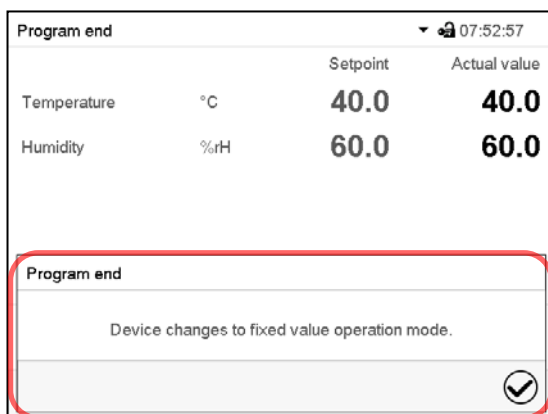 Program end 07:52:57
Setpoint Actual value
Temperature °C 40.0 40.0
Humidity %rH 60.0 60.0
Program end
Device changes to fixed value operation mode.